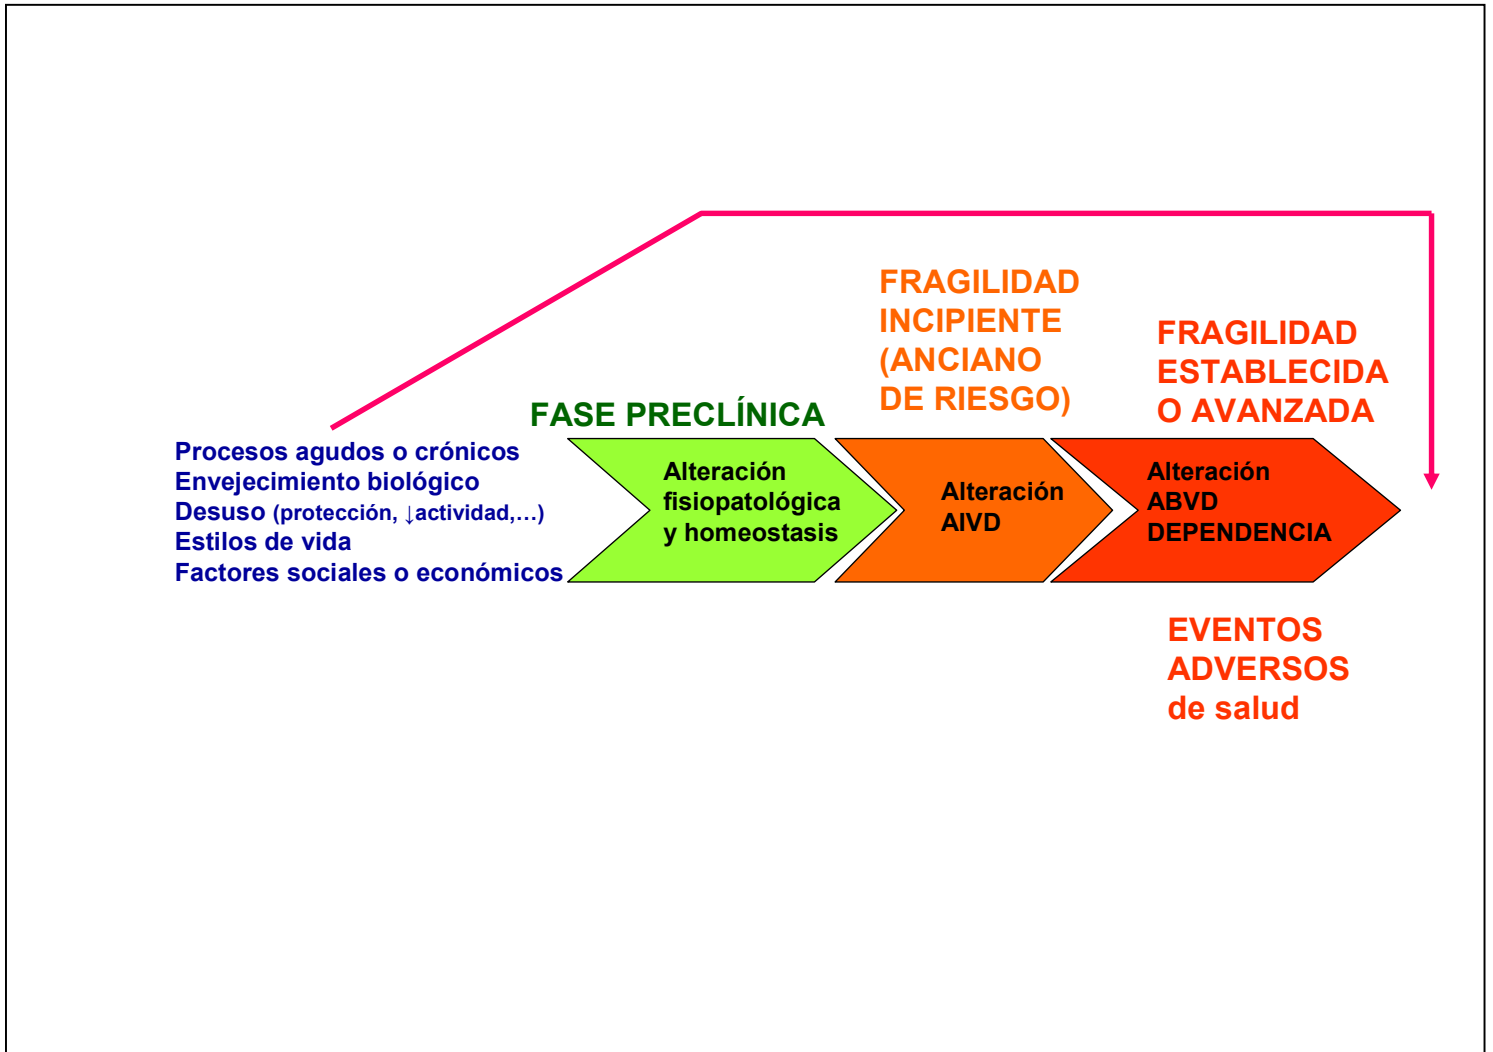 FRAGILIDAD
INCIPIENTE
(ANCIANO
DE RIESGO)
FRAGILIDAD
ESTABLECIDA
O AVANZADA
FASE PRECLÍNICA
Procesos agudos o crónicos
Envejecimiento biológico
Desuso (protección, ↓actividad,…)
Estilos de vida
Factores sociales o económicos
Alteración
fisiopatológica
y homeostasis
Alteración
AIVD
Alteración
ABVD
DEPENDENCIA
EVENTOS
ADVERSOS
de salud